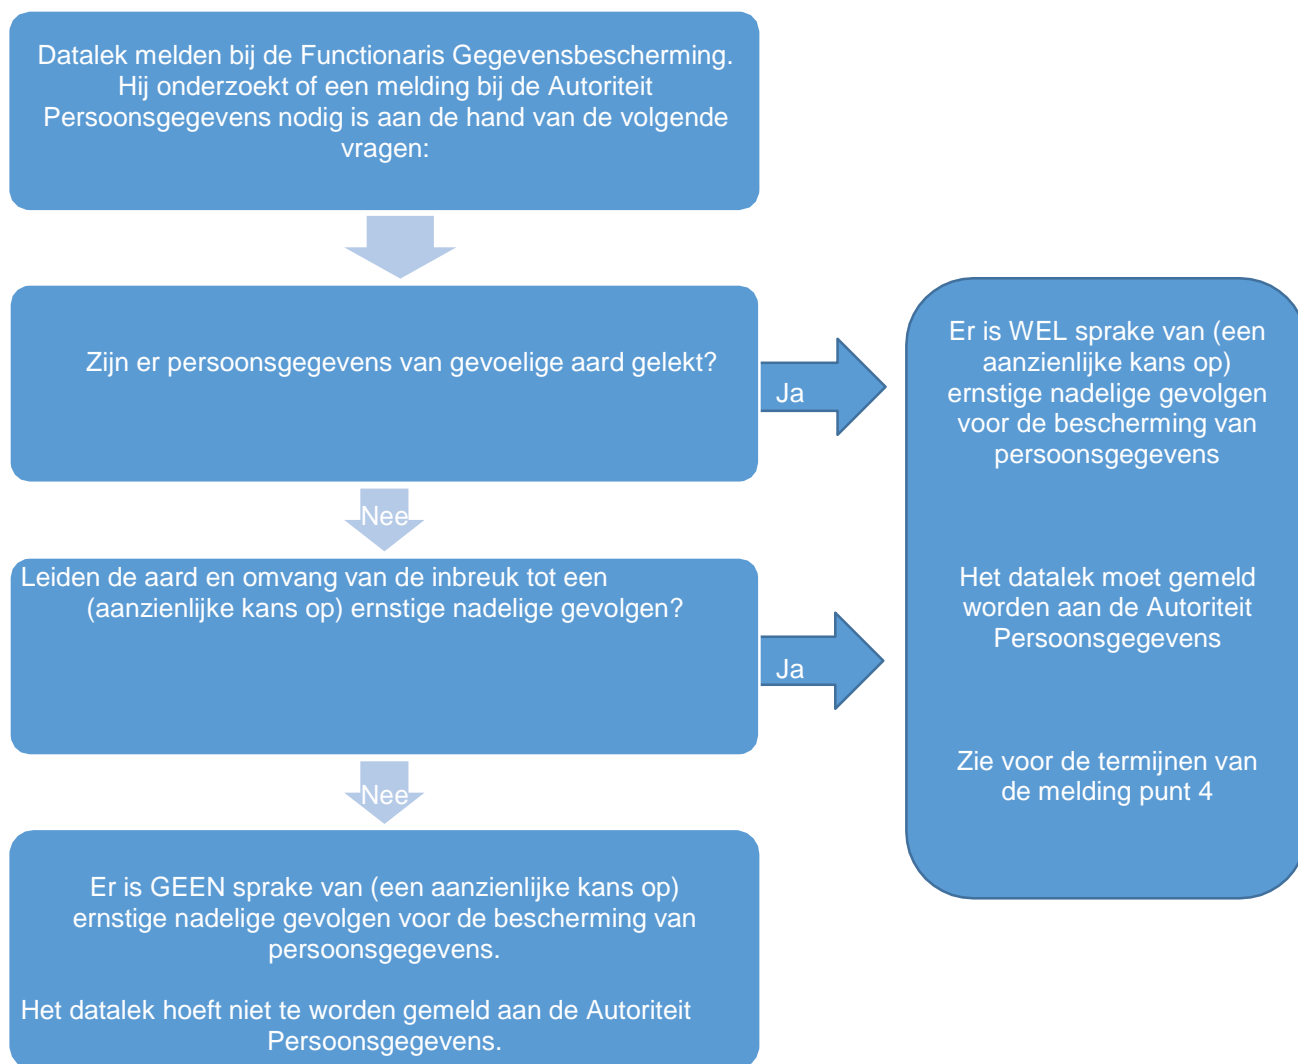 Datalek melden bij de Functionaris Gegevensbescherming.
Hij onderzoekt of een melding bij de Autoriteit
Persoonsgegevens nodig is aan de hand van de volgende
vragen:
Zijn er persoonsgegevens van gevoelige aard gelekt?
Ja
Er is WEL sprake van (een
aanzienlijke kans op)
ernstige nadelige gevolgen
voor de bescherming van
persoonsgegevens
Het datalek moet gemeld
worden aan de Autoriteit
Persoonsgegevens
Zie voor de termijnen van
de melding punt 4
Nee
Leiden de aard en omvang van de inbreuk tot een
(aanzienlijke kans op) ernstige nadelige gevolgen?
Ja
Nee
Er is GEEN sprake van (een aanzienlijke kans op)
ernstige nadelige gevolgen voor de bescherming van
persoonsgegevens.
Het datalek hoeft niet te worden gemeld aan de Autoriteit
Persoonsgegevens.